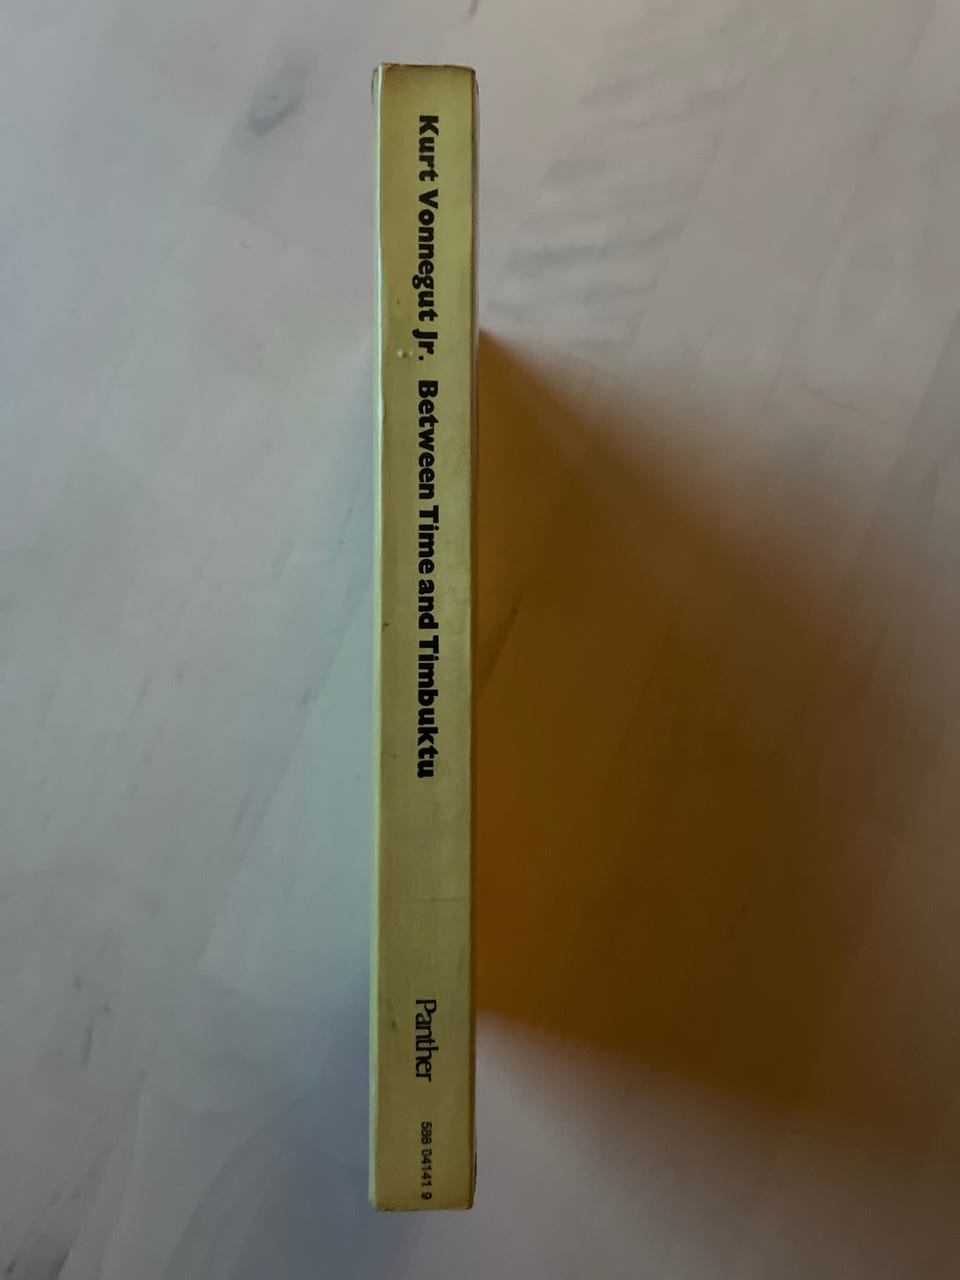 Kurt Vonnegut Jr. Between Time and Timbuktu
Panther
586 04141 9